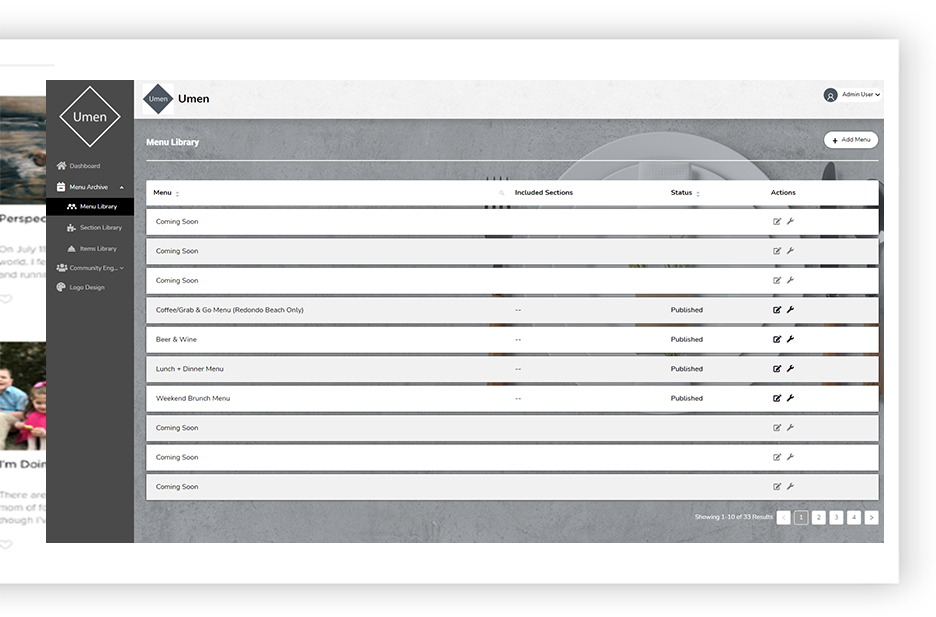 Perspec
On July 11
world. I fe
and runni
I'm Doin
There are
mom of fo
though I'v
Umen
Dashboard
Menu Archive
Menu Library
Section Library
Items Library
Community Eng...
Logo Design
Umen
Umen
Admin User
Menu Library
+ Add Menu
Menu Included Sections Status Actions
Coming Soon
Coming Soon
Coming Soon
Coffee/Grab & Go Menu (Redondo Beach Only) -- Published
Beer & Wine -- Published
Lunch + Dinner Menu -- Published
Weekend Brunch Menu -- Published
Coming Soon
Coming Soon
Coming Soon
Showing 1-10 of 33 Results < 1 2 3 4 >